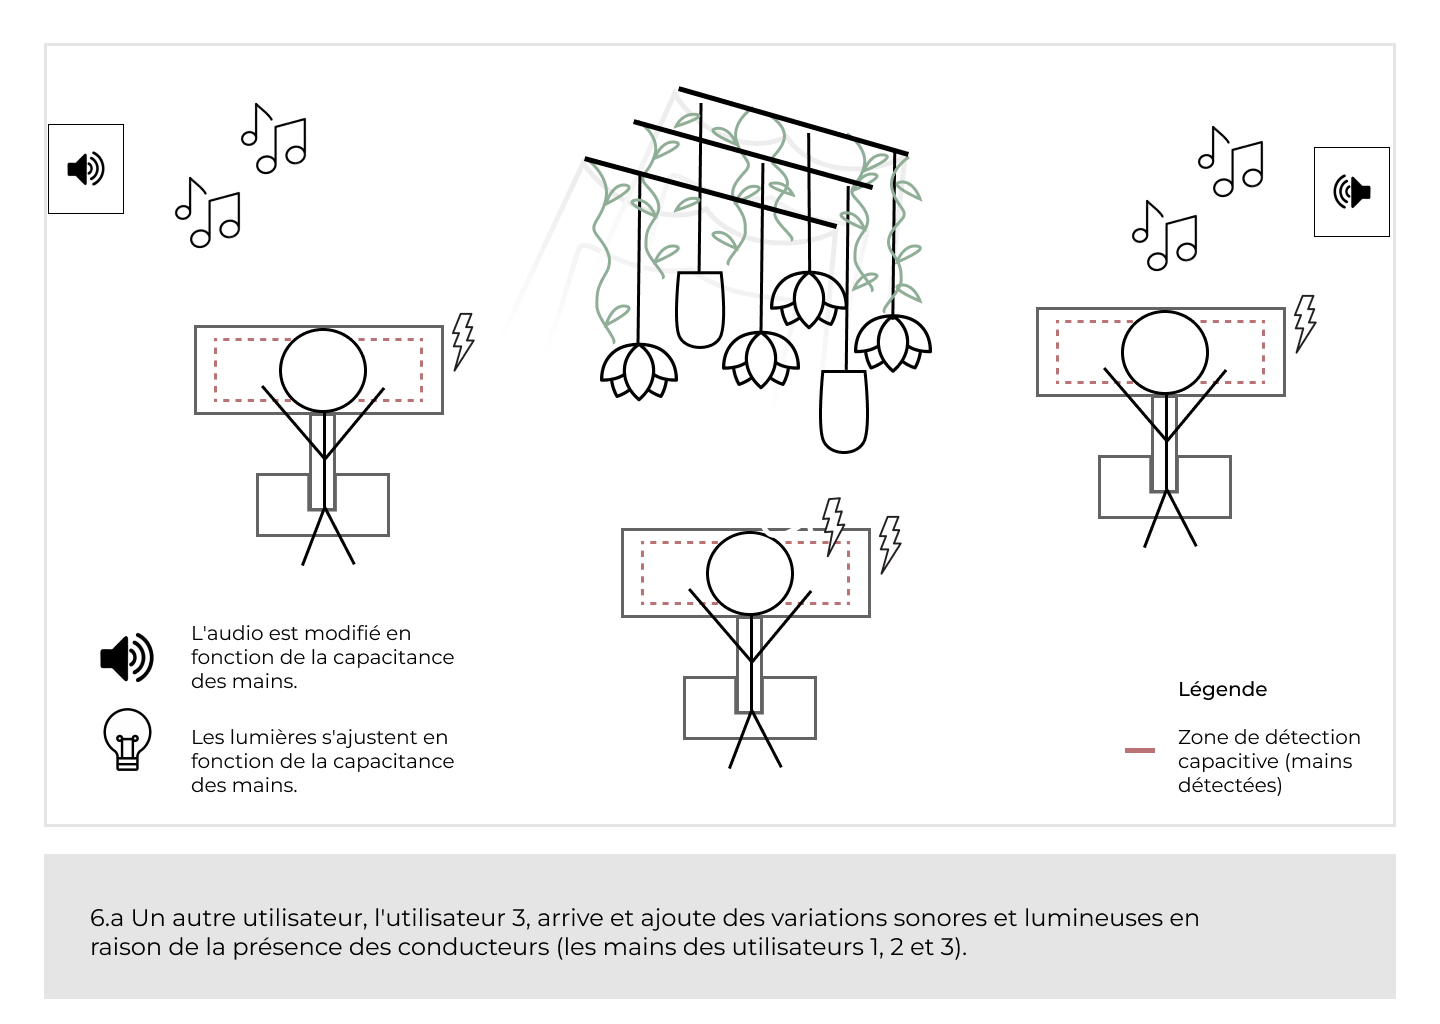 L'audio est modifié en
fonction de la capacitance
des mains.
Les lumières s'ajustent en
fonction de la capacitance
des mains.
Légende
Zone de détection
capacitive (mains
détectées)
6.a Un autre utilisateur, l'utilisateur 3, arrive et ajoute des variations sonores et lumineuses en
raison de la présence des conducteurs (les mains des utilisateurs 1, 2 et 3).